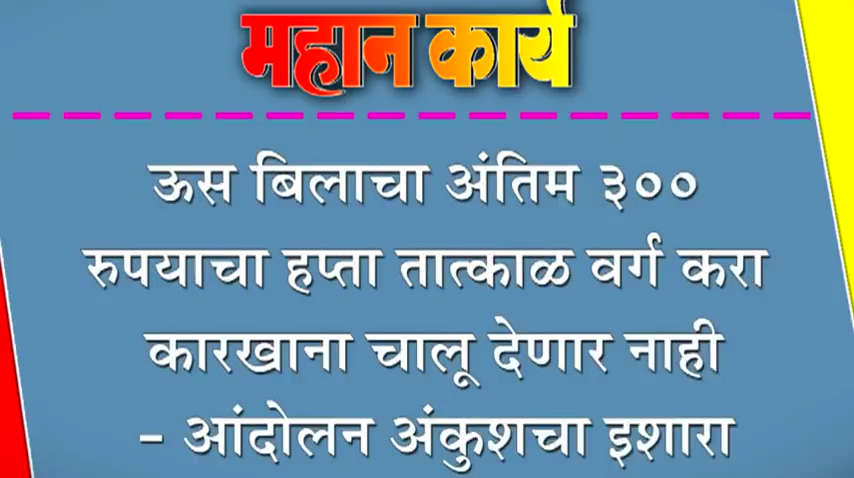 महान कार्य
ऊस बिलाचा अंतिम ३००
रुपयाचा हप्ता तात्काळ वर्ग करा
कारखाना चालू देणार नाही
- आंदोलन अंकुशचा इशारा